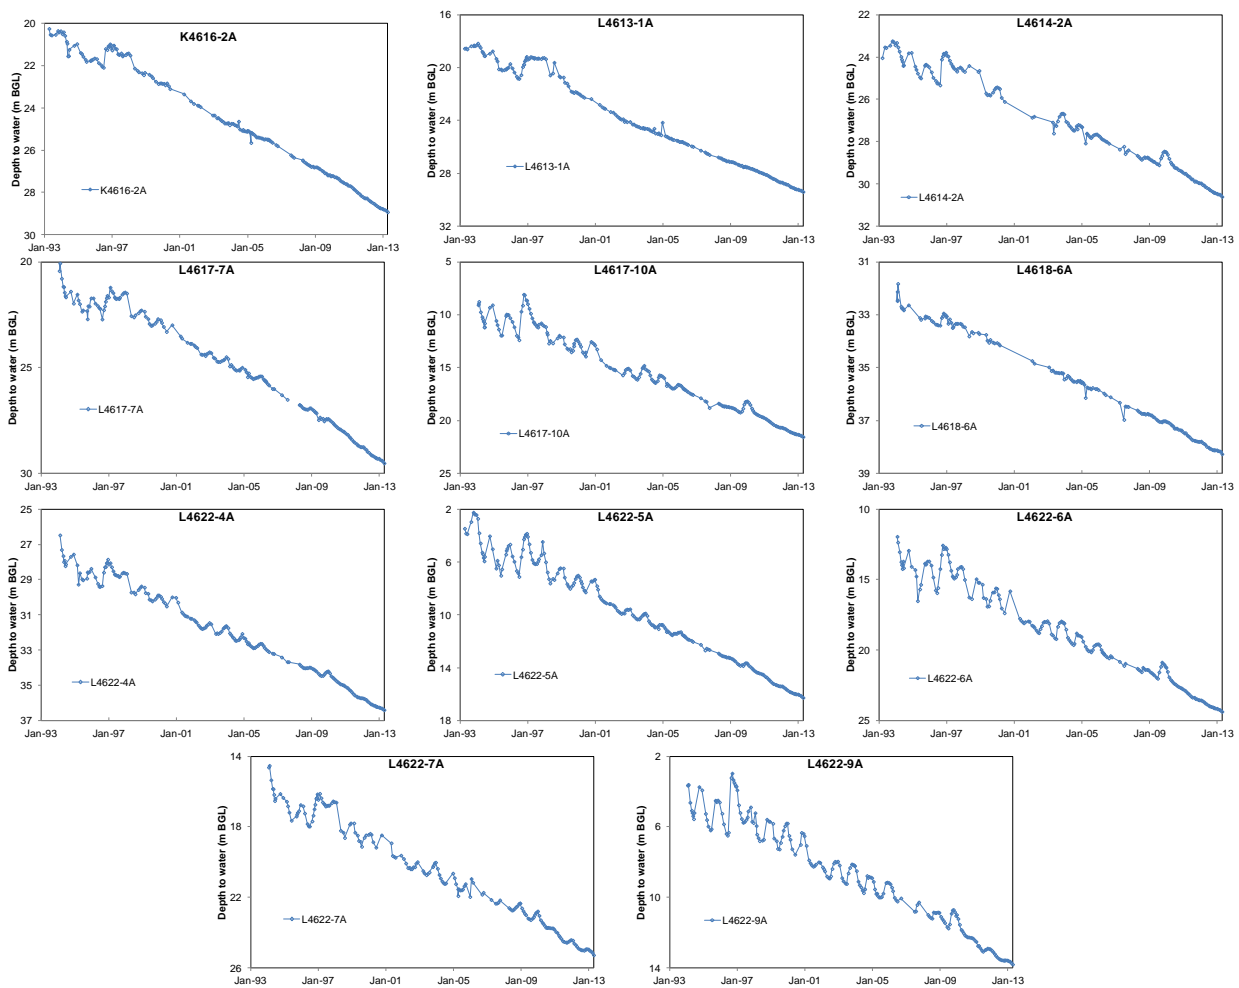 K4616-2A
Depth to water (m BGL)
20
22
24
26
28
30
K4616-2A
Jan-93 Jan-97 Jan-01 Jan-05 Jan-09 Jan-13
L4613-1A
Depth to water (m BGL)
16
20
24
28
32
L4613-1A
Jan-93 Jan-97 Jan-01 Jan-05 Jan-09 Jan-13
L4614-2A
Depth to water (m BGL)
22
24
26
28
30
32
L4614-2A
Jan-93 Jan-97 Jan-01 Jan-05 Jan-09 Jan-13
L4617-7A
Depth to water (m BGL)
20
25
30
L4617-7A
Jan-93 Jan-97 Jan-01 Jan-05 Jan-09 Jan-13
L4617-10A
Depth to water (m BGL)
5
10
15
20
25
L4617-10A
Jan-93 Jan-97 Jan-01 Jan-05 Jan-09 Jan-13
L4618-6A
Depth to water (m BGL)
31
33
35
37
39
L4618-6A
Jan-93 Jan-97 Jan-01 Jan-05 Jan-09 Jan-13
L4622-4A
Depth to water (m BGL)
25
27
29
31
33
35
37
L4622-4A
Jan-93 Jan-97 Jan-01 Jan-05 Jan-09 Jan-13
L4622-5A
Depth to water (m BGL)
2
6
10
14
18
L4622-5A
Jan-93 Jan-97 Jan-01 Jan-05 Jan-09 Jan-13
L4622-6A
Depth to water (m BGL)
10
15
20
25
L4622-6A
Jan-93 Jan-97 Jan-01 Jan-05 Jan-09 Jan-13
L4622-7A
Depth to water (m BGL)
14
18
22
26
L4622-7A
Jan-93 Jan-97 Jan-01 Jan-05 Jan-09 Jan-13
L4622-9A
Depth to water (m BGL)
2
6
10
14
L4622-9A
Jan-93 Jan-97 Jan-01 Jan-05 Jan-09 Jan-13